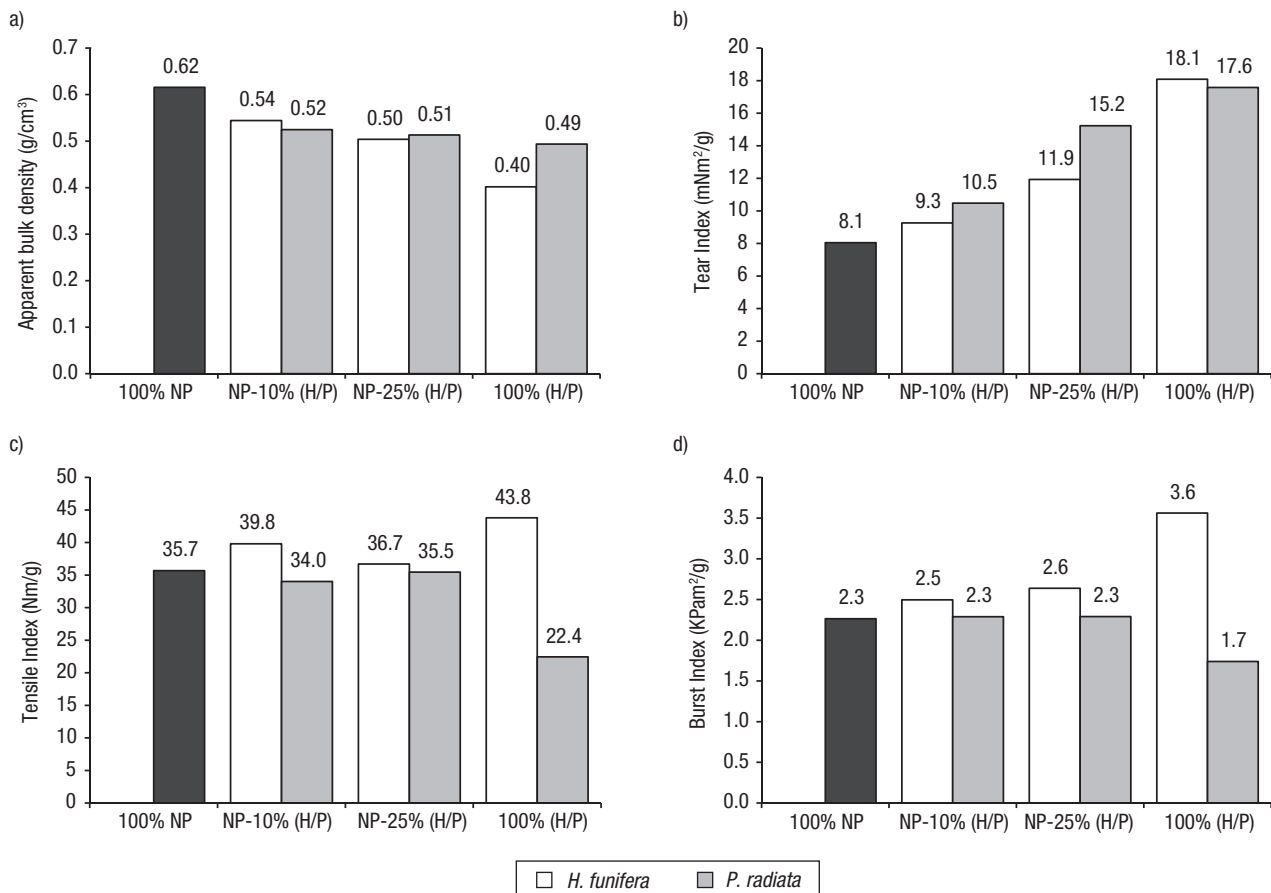 a)
Apparent bulk density (g/cm³)
0.7
0.6
0.5
0.4
0.3
0.2
0.1
0.0
0.62
0.54
0.52
0.50
0.51
0.40
0.49
100% NP
NP-10% (H/P)
NP-25% (H/P)
100% (H/P)
b)
Tear Index (mNm²/g)
20
18
16
14
12
10
8
6
4
2
0
8.1
9.3
10.5
11.9
15.2
18.1
17.6
100% NP
NP-10% (H/P)
NP-25% (H/P)
100% (H/P)
c)
Tensile Index (Nm/g)
50
45
40
35
30
25
20
15
10
5
0
35.7
39.8
34.0
36.7
35.5
43.8
22.4
100% NP
NP-10% (H/P)
NP-25% (H/P)
100% (H/P)
d)
Burst Index (KPam²/g)
4.0
3.5
3.0
2.5
2.0
1.5
1.0
0.5
0.0
2.3
2.5
2.3
2.6
2.3
3.6
1.7
100% NP
NP-10% (H/P)
NP-25% (H/P)
100% (H/P)
H. funifera
P. radiata